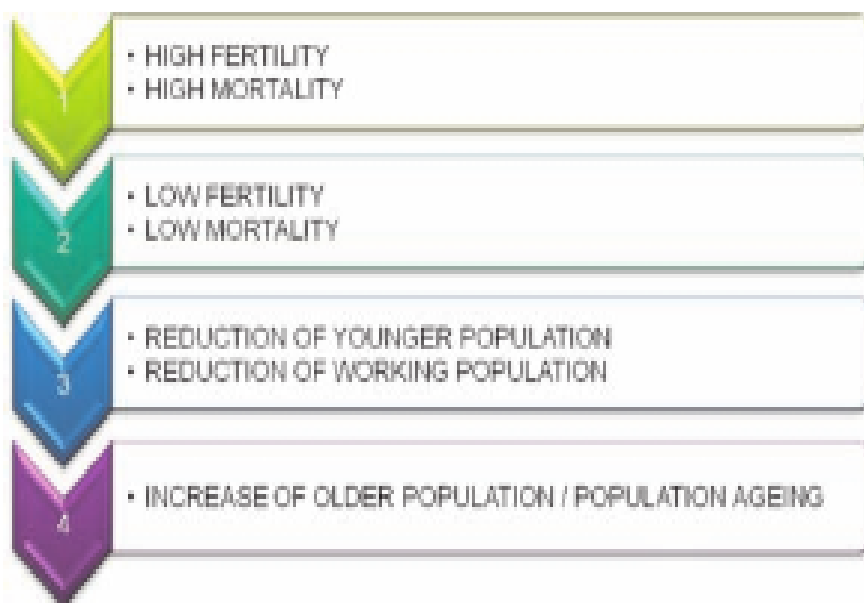 1
• HIGH FERTILITY
• HIGH MORTALITY
2
• LOW FERTILITY
• LOW MORTALITY
3
• REDUCTION OF YOUNGER POPULATION
• REDUCTION OF WORKING POPULATION
4
• INCREASE OF OLDER POPULATION / POPULATION AGEING